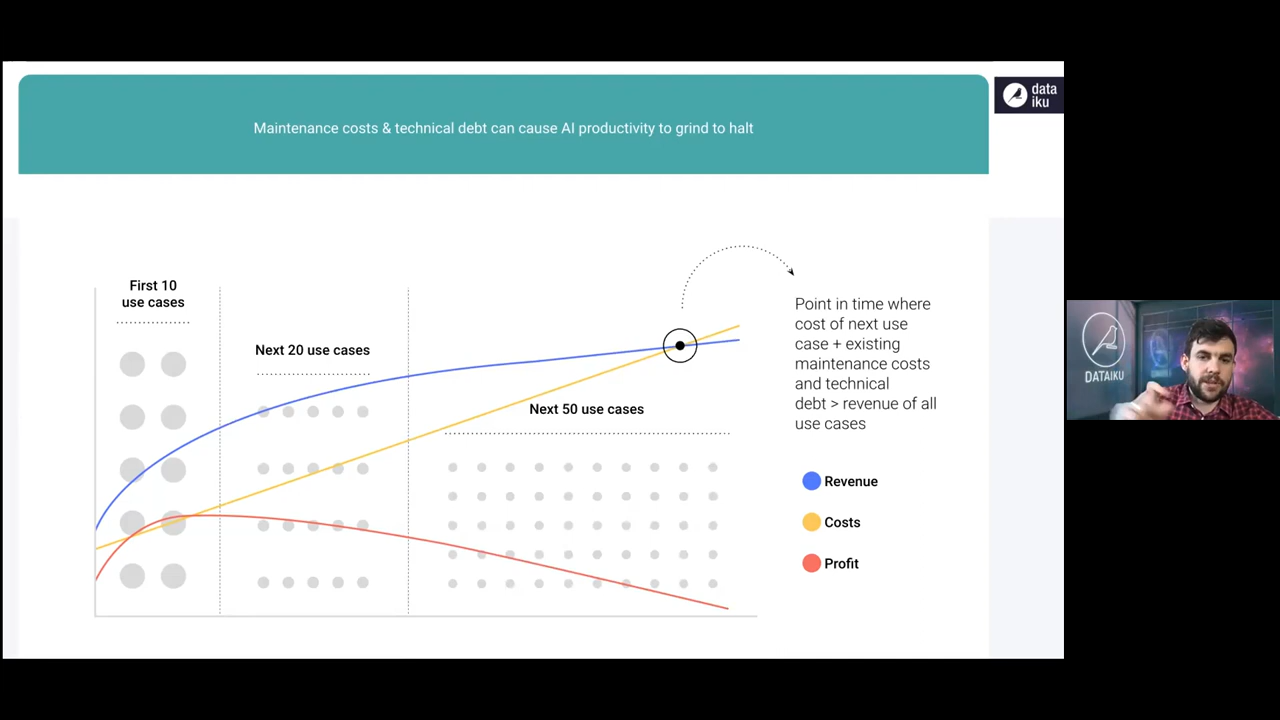 Maintenance costs & technical debt can cause AI productivity to grind to halt
data
iku
First 10
use cases
Next 20 use cases
Next 50 use cases
Point in time where
cost of next use
case + existing
maintenance costs
and technical
debt > revenue of all
use cases
Revenue
Costs
Profit
DATAIKU